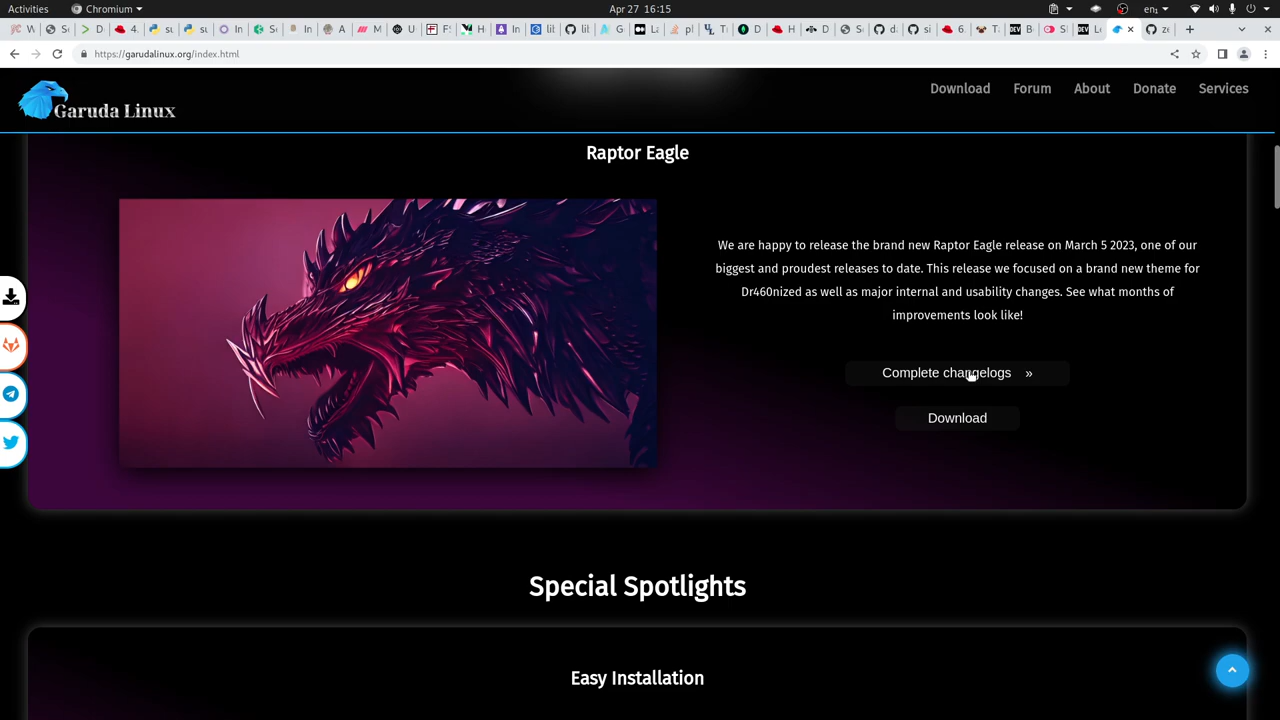 Activities
Chromium
Apr 27 16:15
en₁
4.
6
https://garudalinux.org/index.html
Garuda Linux
Download
Forum
About
Donate
Services
Raptor Eagle
We are happy to release the brand new Raptor Eagle release on March 5 2023, one of our
biggest and proudest releases to date. This release we focused on a brand new theme for
Dr460nized as well as major internal and usability changes. See what months of
improvements look like!
Complete changelogs »
Download
Special Spotlights
Easy Installation